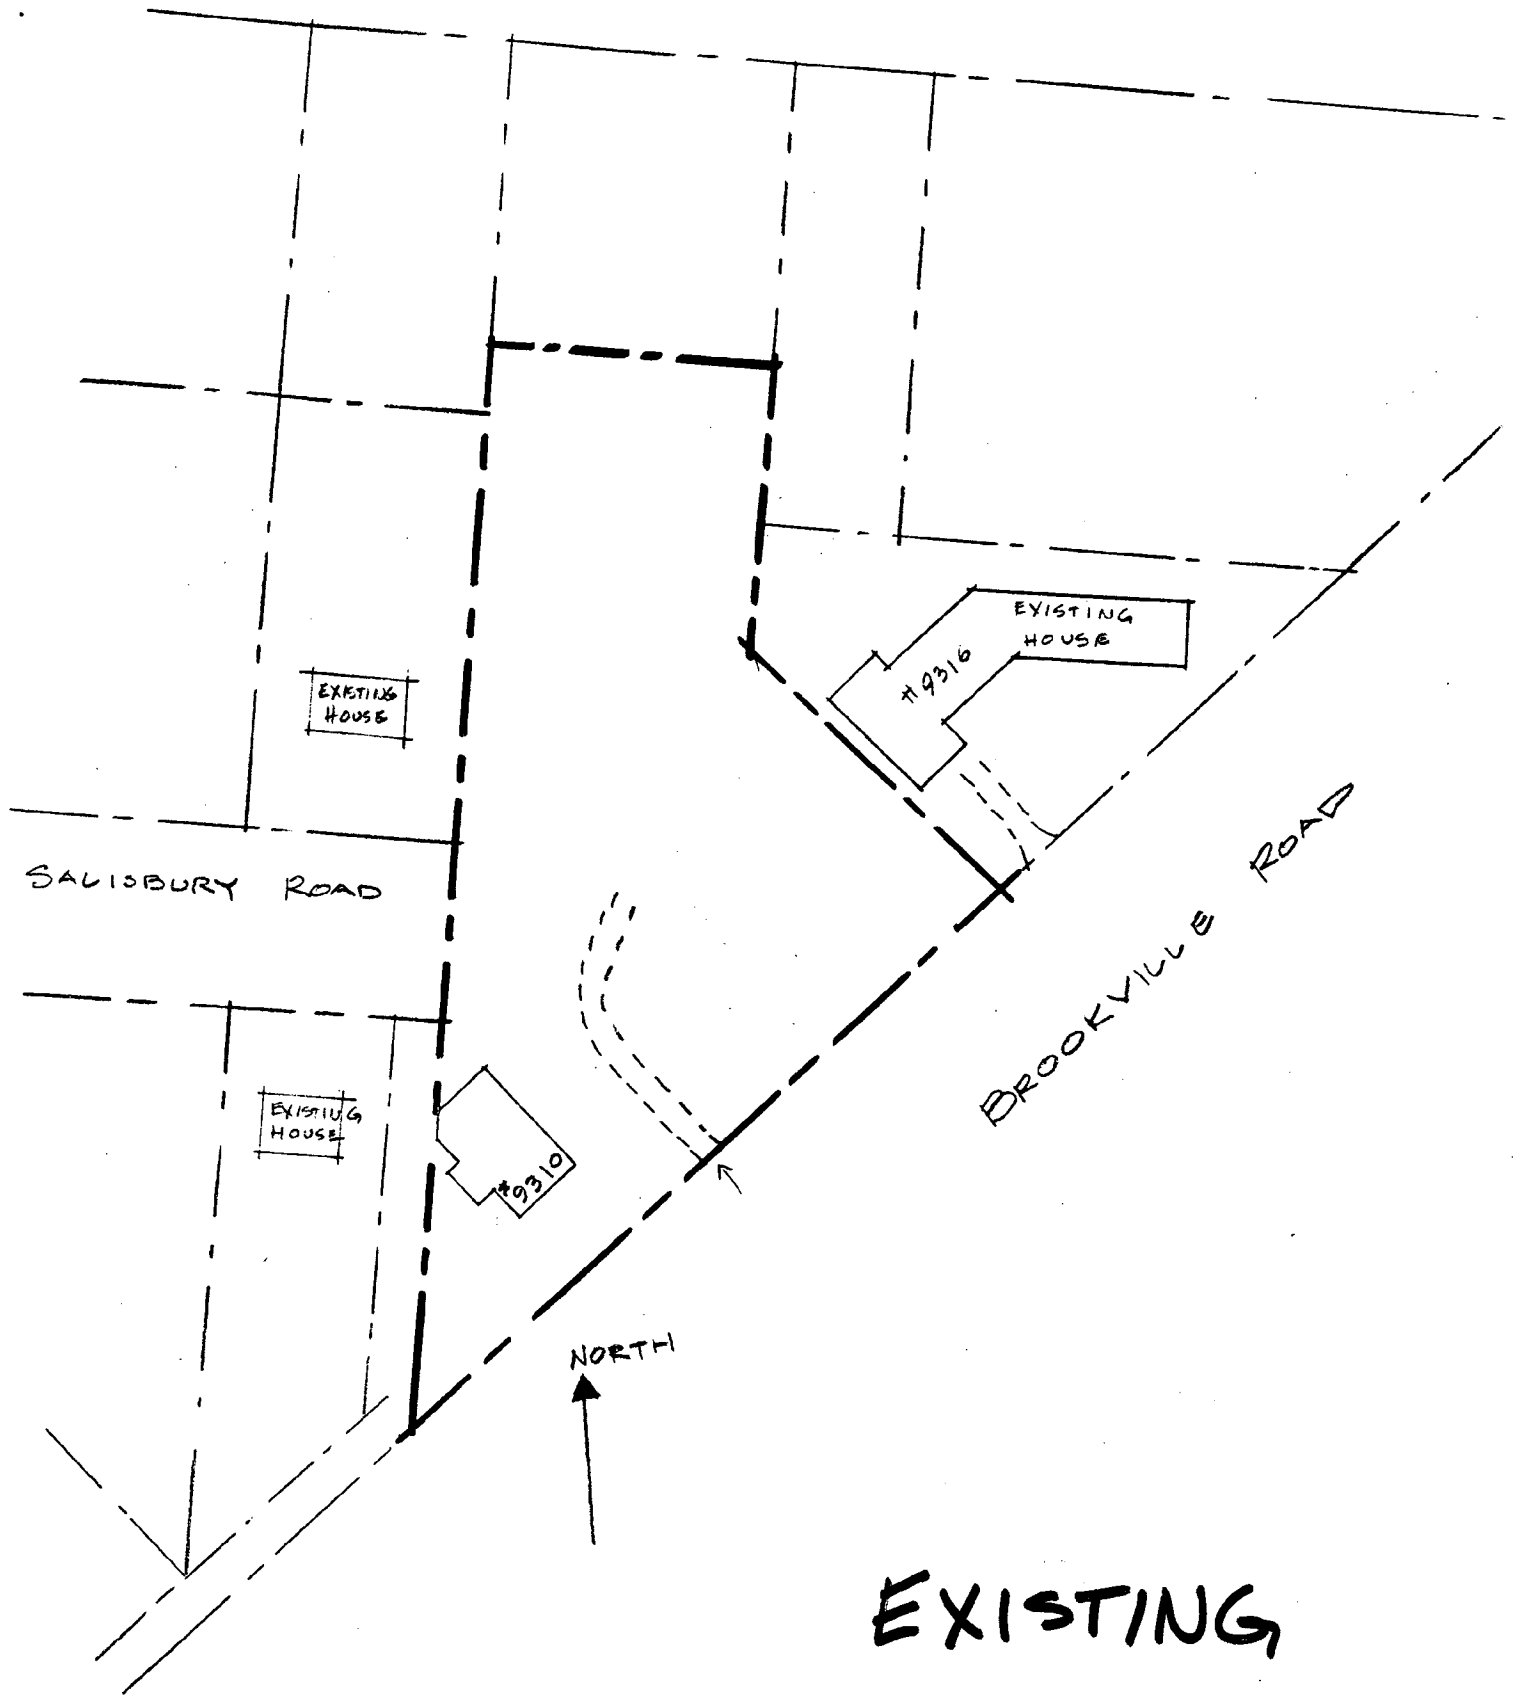 EXISTING
HOUSE
#9316
EXISTING
HOUSE
SALISBURY ROAD
BROOKVILLE ROAD
EXISTING
HOUSE
#9310
NORTH
EXISTING